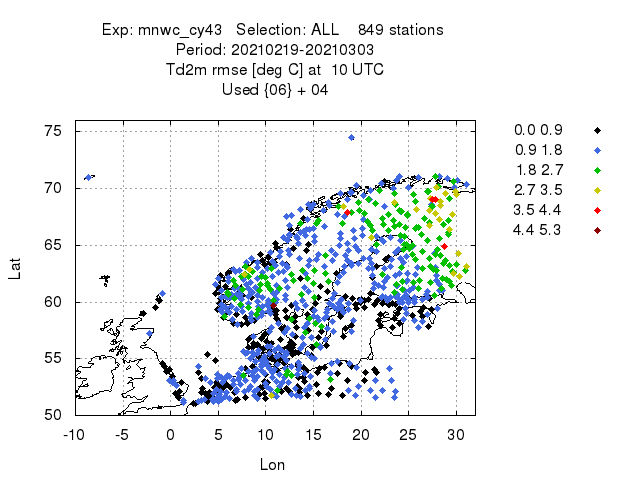 Exp: mnwc_cy43   Selection: ALL    849 stations
Period: 20210219-20210303
Td2m rmse [deg C] at  10 UTC
Used {06} + 04
0.0 0.9
0.9 1.8
1.8 2.7
2.7 3.5
3.5 4.4
4.4 5.3
75
70
65
60
55
50
Lat
-10 -5 0 5 10 15 20 25 30
Lon